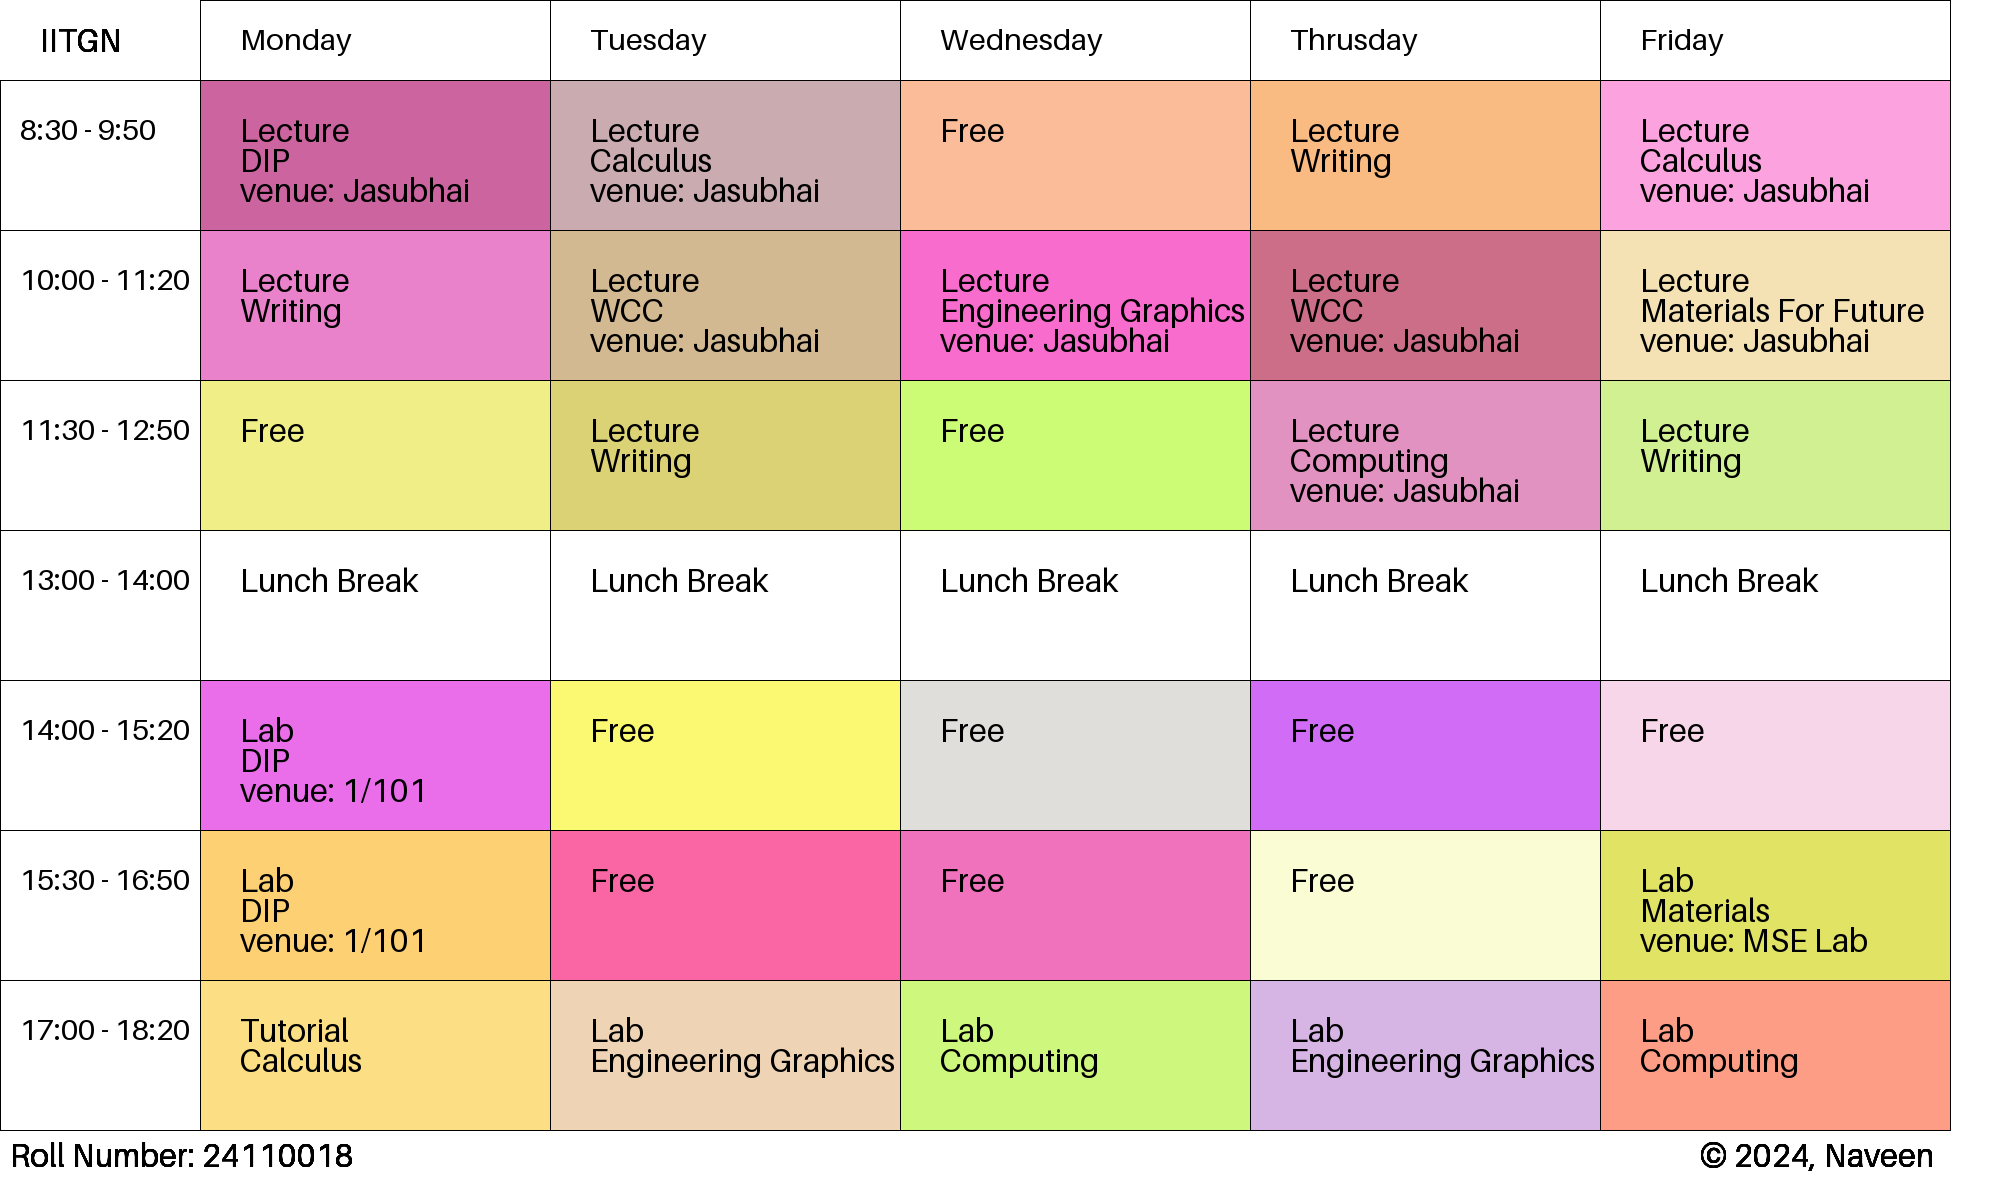 IITGN Monday Tuesday Wednesday Thrusday Friday
8:30 - 9:50
Lecture
DIP
venue: Jasubhai
Lecture
Calculus
venue: Jasubhai
Free
Lecture
Writing
Lecture
Calculus
venue: Jasubhai
10:00 - 11:20
Lecture
Writing
Lecture
WCC
venue: Jasubhai
Lecture
Engineering Graphics
venue: Jasubhai
Lecture
WCC
venue: Jasubhai
Lecture
Materials For Future
venue: Jasubhai
11:30 - 12:50
Free
Lecture
Writing
Free
Lecture
Computing
venue: Jasubhai
Lecture
Writing
13:00 - 14:00
Lunch Break
Lunch Break
Lunch Break
Lunch Break
Lunch Break
14:00 - 15:20
Lab
DIP
venue: 1/101
Free
Free
Free
Free
15:30 - 16:50
Lab
DIP
venue: 1/101
Free
Free
Free
Lab
Materials
venue: MSE Lab
17:00 - 18:20
Tutorial
Calculus
Lab
Engineering Graphics
Lab
Computing
Lab
Engineering Graphics
Lab
Computing
Roll Number: 24110018
© 2024, Naveen